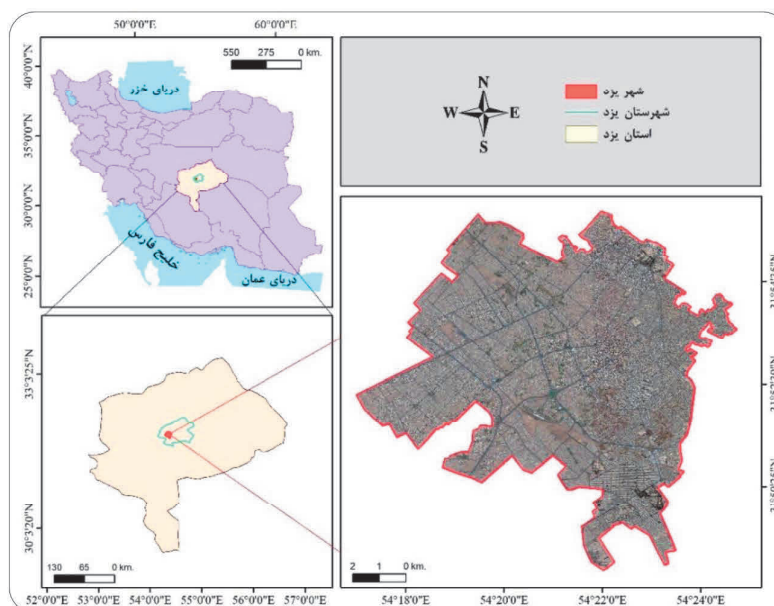 50°0'0"E 60°0'0"E
550 275 0 km.
40°0'0"N
35°0'0"N
30°0'0"N
25°0'0"N
دریای خزر
خلیج فارس
دریای عمان
N
W E
S
شهر یزد
شهرستان یزد
استان یزد
33°3'25"N
30°3'20"N
130 65 0 km.
52°0'0"E 53°0'0"E 54°0'0"E 55°0'0"E 56°0'0"E 57°0'0"E
2 1 0 km.
54°18'0"E 54°20'0"E 54°22'0"E 54°24'0"E